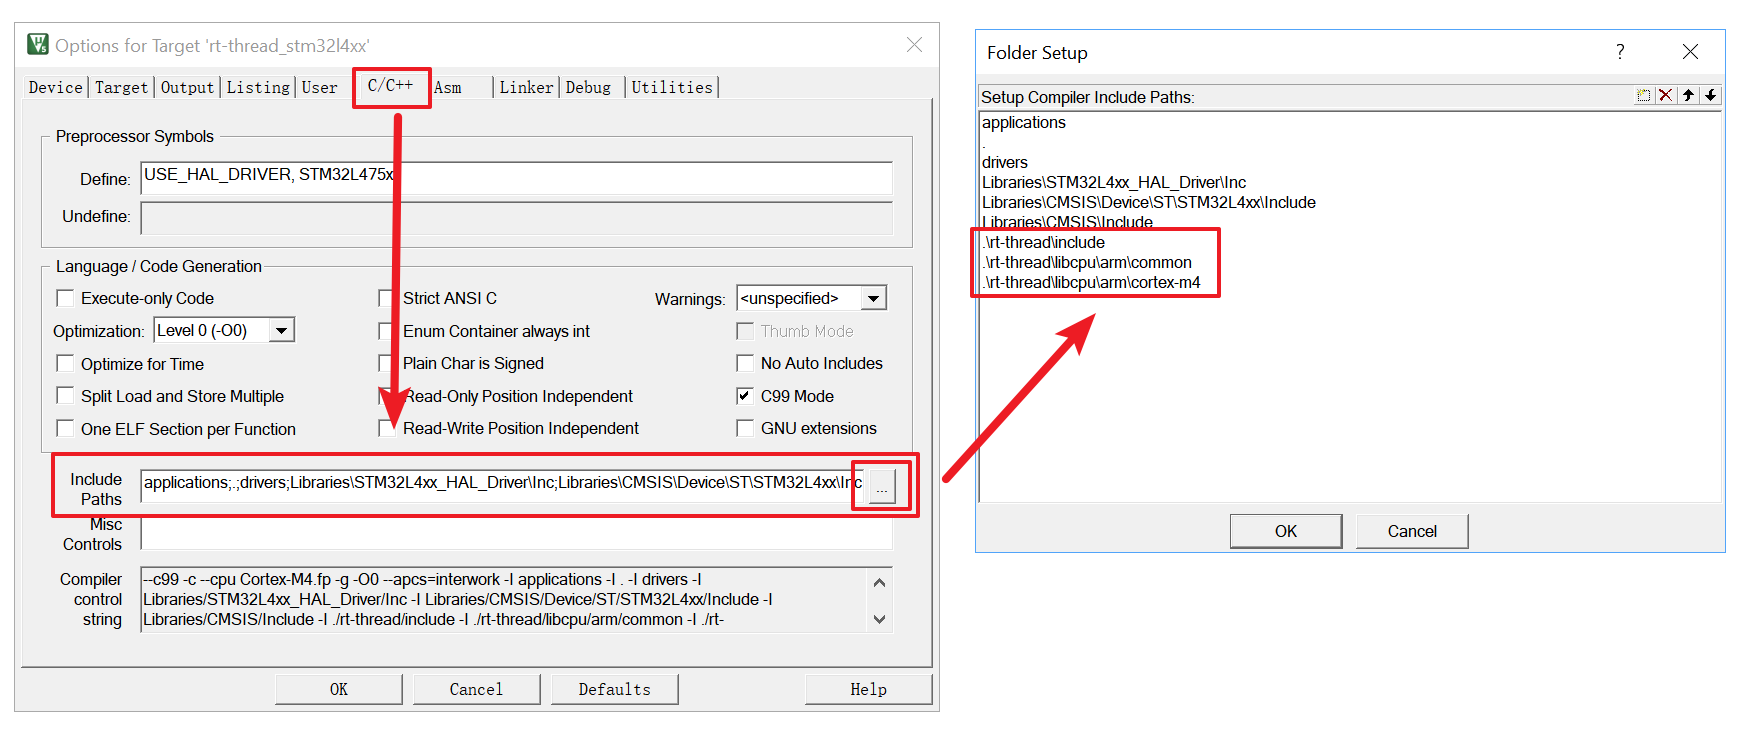 Options for Target 'rt-thread_stm32l4xx'
Device Target Output Listing User C/C++ Asm Linker Debug Utilities
Preprocessor Symbols
Define: USE_HAL_DRIVER, STM32L475x
Undefine:
Language / Code Generation
Execute-only Code
Strict ANSI C
Warnings: <unspecified>
Optimization: Level 0 (-O0)
Enum Container always int
Thumb Mode
Optimize for Time
Plain Char is Signed
No Auto Includes
Split Load and Store Multiple
Read-Only Position Independent
C99 Mode
One ELF Section per Function
Read-Write Position Independent
GNU extensions
Include
Paths
applications;.;drivers;Libraries\STM32L4xx_HAL_Driver\Inc;Libraries\CMSIS\Device\ST\STM32L4xx\Inc
...
Misc
Controls
Compiler
control
string
--c99 -c --cpu Cortex-M4.fp -g -O0 --apcs=interwork -I applications -I . -I drivers -I
Libraries/STM32L4xx_HAL_Driver/Inc -I Libraries/CMSIS/Device/ST/STM32L4xx/Include -I
Libraries/CMSIS/Include -I ./rt-thread/include -I ./rt-thread/libcpu/arm/common -I ./rt-
OK Cancel Defaults Help
Folder Setup
?
Setup Compiler Include Paths:
applications
.
drivers
Libraries\STM32L4xx_HAL_Driver\Inc
Libraries\CMSIS\Device\ST\STM32L4xx\Include
Libraries\CMSIS\Include
.\rt-thread\include
.\rt-thread\libcpu\arm\common
.\rt-thread\libcpu\arm\cortex-m4
OK Cancel